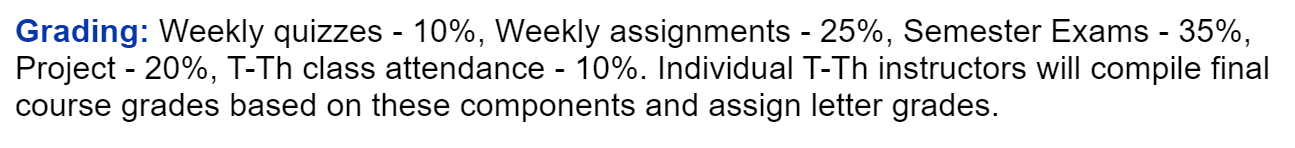 Grading: Weekly quizzes - 10%, Weekly assignments - 25%, Semester Exams - 35%,
Project - 20%, T-Th class attendance - 10%. Individual T-Th instructors will compile final
course grades based on these components and assign letter grades.